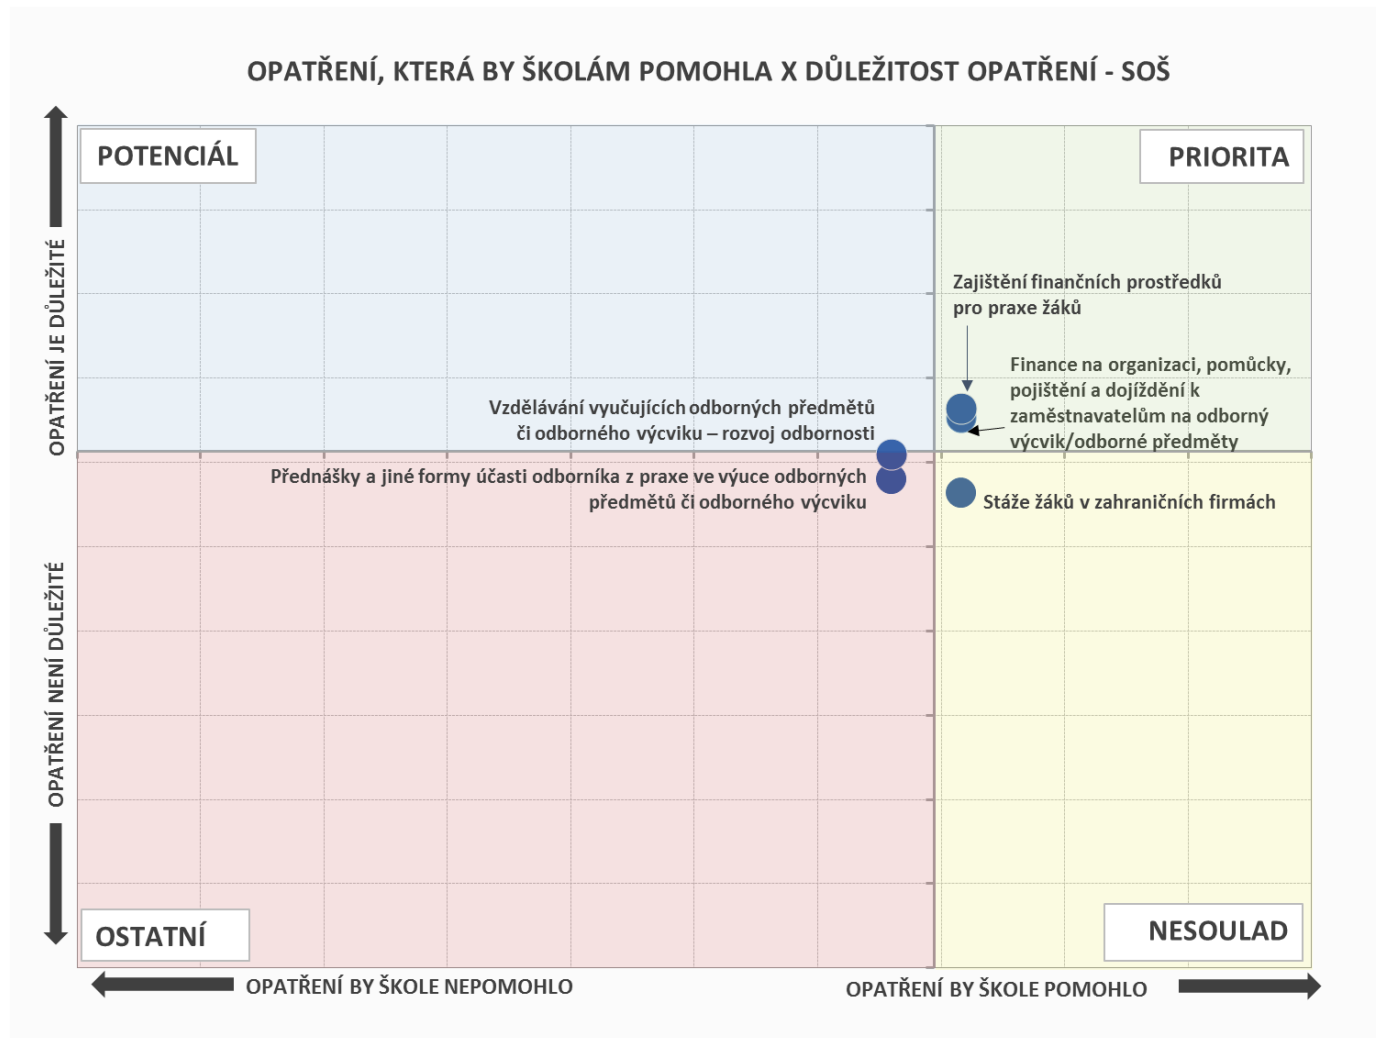 OPATŘENÍ, KTERÁ BY ŠKOLÁM POMOHLA X DŮLEŽITOST OPATŘENÍ - SOŠ
POTENCIÁL
PRIORITA
OPATŘENÍ JE DŮLEŽITÉ
Zajištění finančních prostředků
pro praxe žáků
Finance na organizaci, pomůcky,
pojištění a dojíždění k
zaměstnavatelům na odborný
výcvik/odborné předměty
Vzdělávání vyučujících odborných předmětů
či odborného výcviku – rozvoj odbornosti
Přednášky a jiné formy účasti odborníka z praxe ve výuce odborných
předmětů či odborného výcviku
Stáže žáků v zahraničních firmách
OPATŘENÍ NENÍ DŮLEŽITÉ
OSTATNÍ
NESOULAD
OPATŘENÍ BY ŠKOLE NEPOMOHLO
OPATŘENÍ BY ŠKOLE POMOHLO